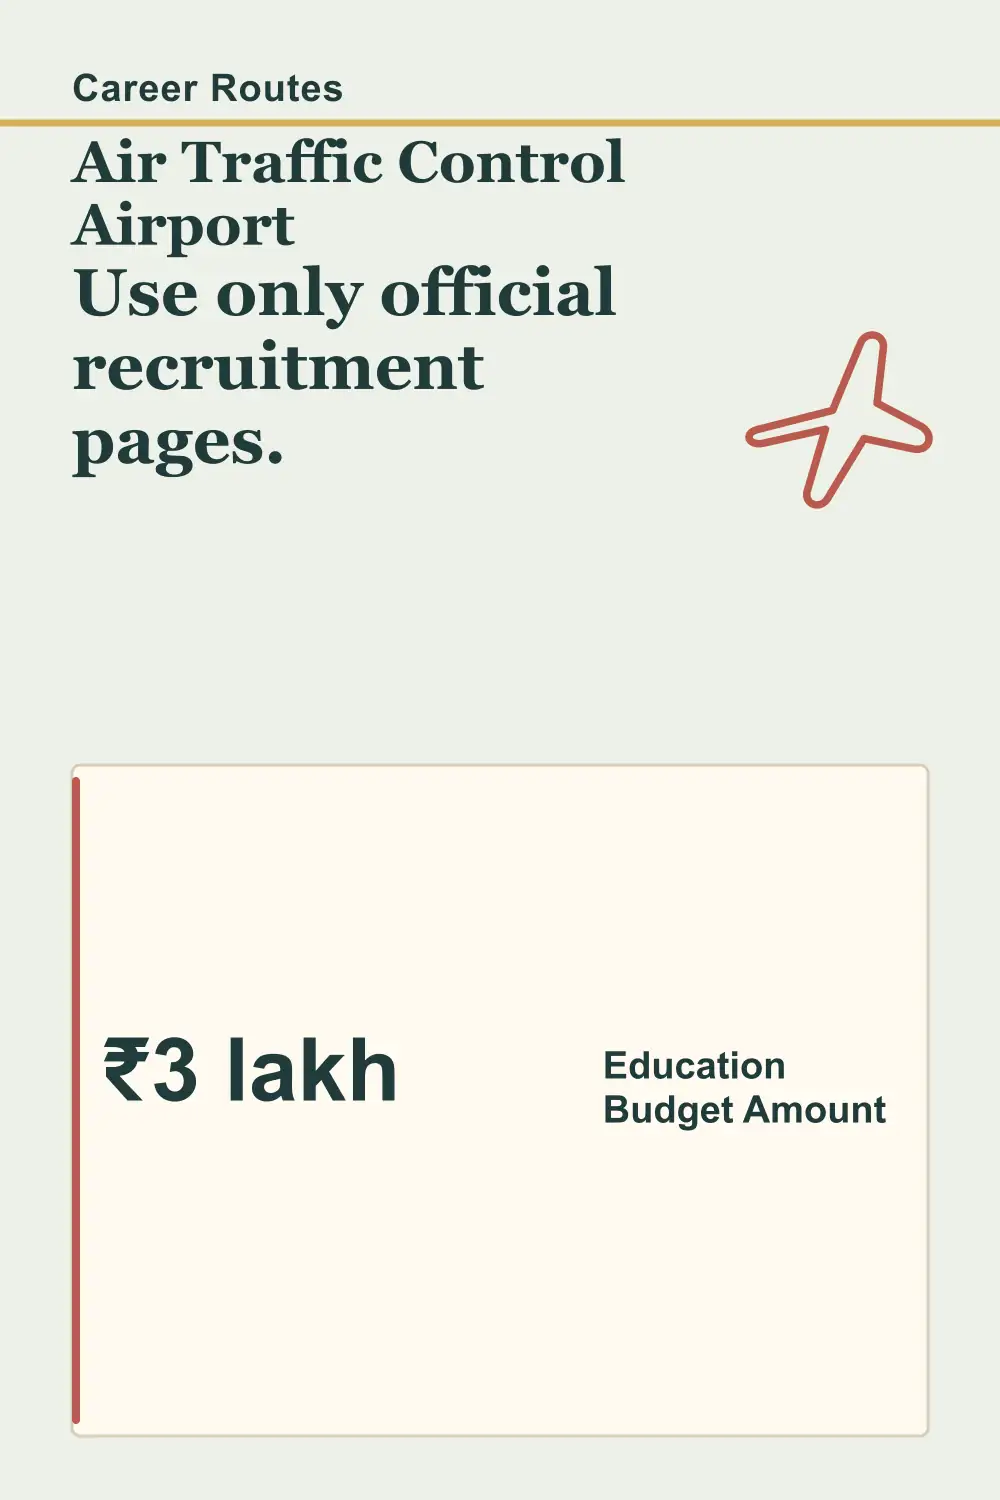 Career Routes
Air Traffic Control
Airport
Use only official
recruitment
pages.
₹3 lakh
Education
Budget Amount